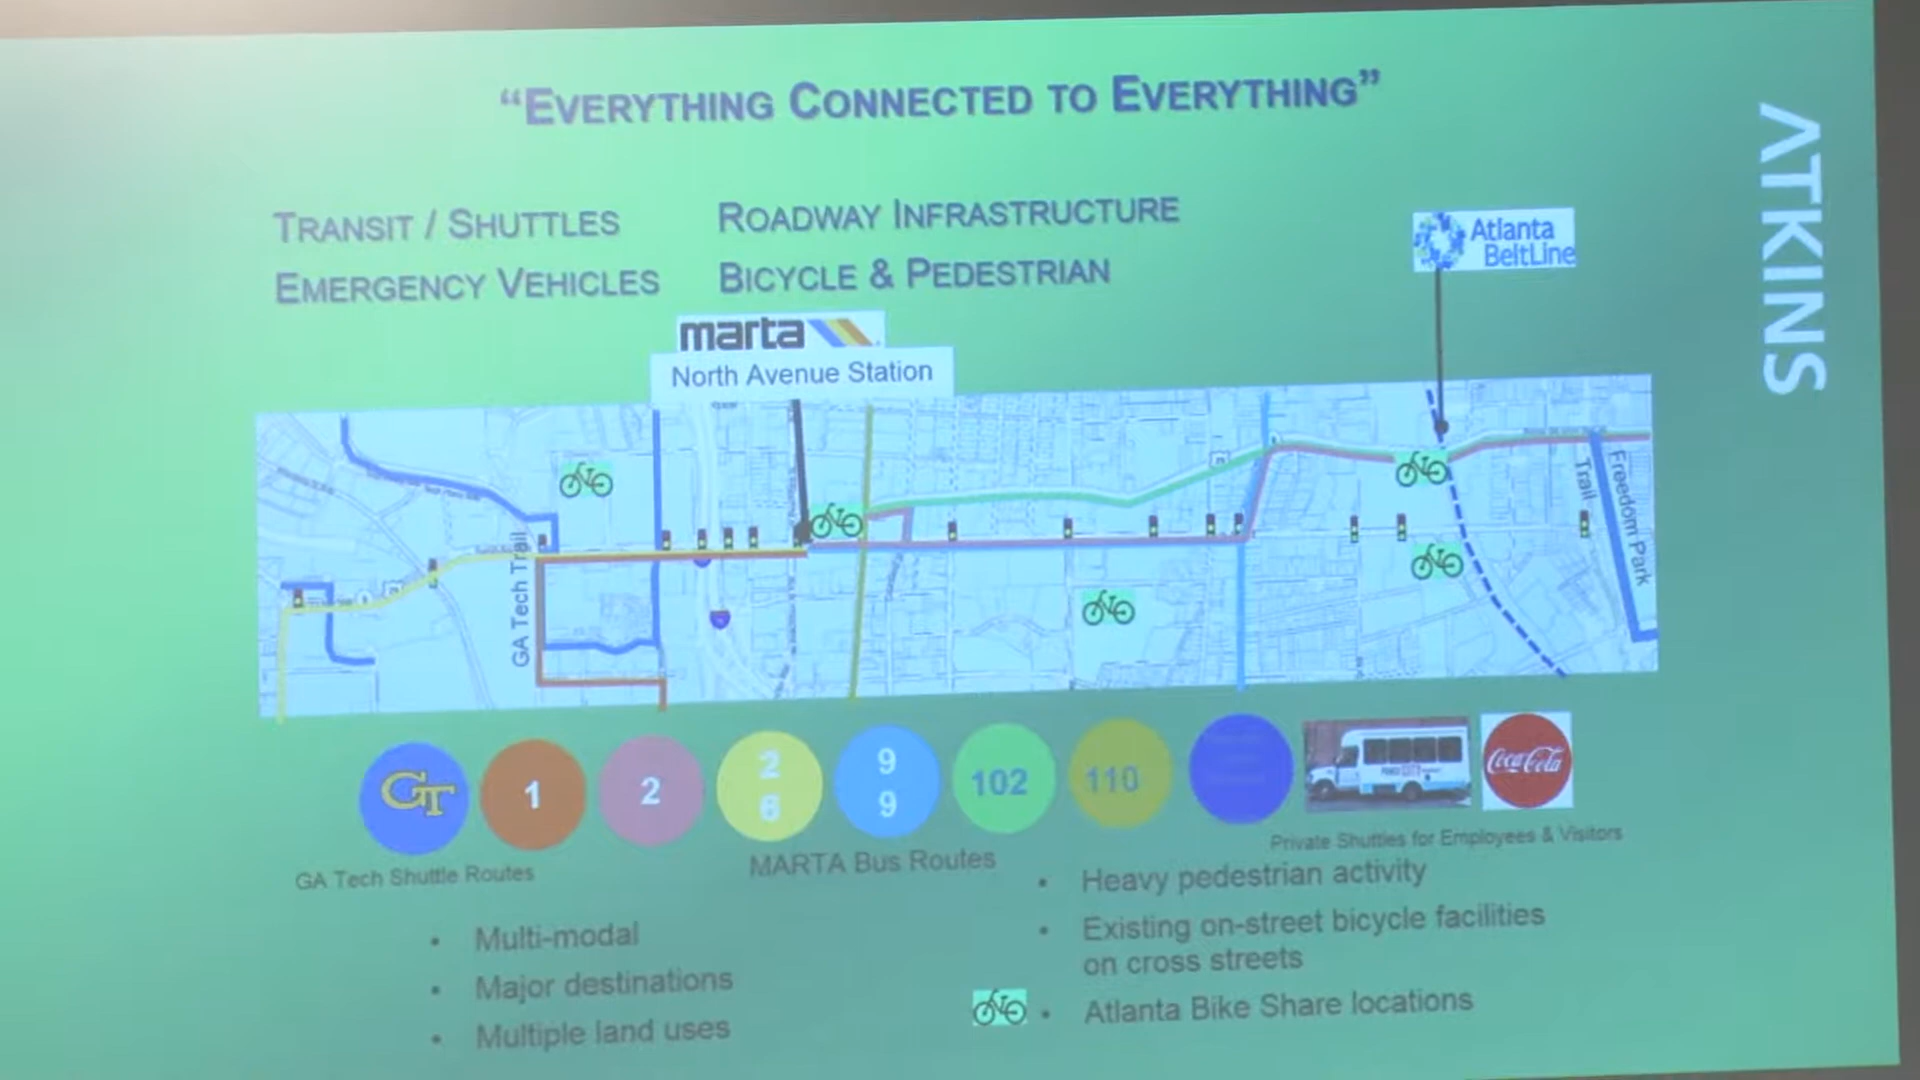 “EVERYTHING CONNECTED TO EVERYTHING”
ATKINS
TRANSIT / SHUTTLES
ROADWAY INFRASTRUCTURE
EMERGENCY VEHICLES
BICYCLE & PEDESTRIAN
Atlanta
BeltLine
marta
North Avenue Station
GA Tech Trail
Freedom Park
Trail
GT
1
2
2
6
9
9
102
110
Coca-Cola
GA Tech Shuttle Routes
MARTA Bus Routes
Private Shuttles for Employees & Visitors
• Multi-modal
• Major destinations
• Multiple land uses
• Heavy pedestrian activity
• Existing on-street bicycle facilities
on cross streets
• Atlanta Bike Share locations